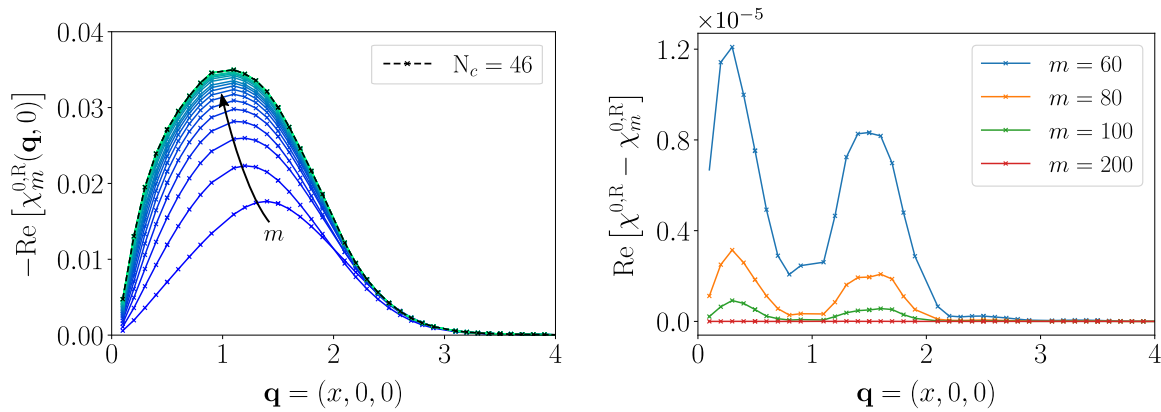 −Re [χ_m^{0,R}(q, 0)]
0.04
0.03
0.02
0.01
0.00
N_c = 46
m
0 1 2 3 4
q = (x, 0, 0)
×10^{−5}
Re [χ^{0,R} − χ_m^{0,R}]
1.2
0.8
0.4
0.0
m = 60
m = 80
m = 100
m = 200
0 1 2 3 4
q = (x, 0, 0)